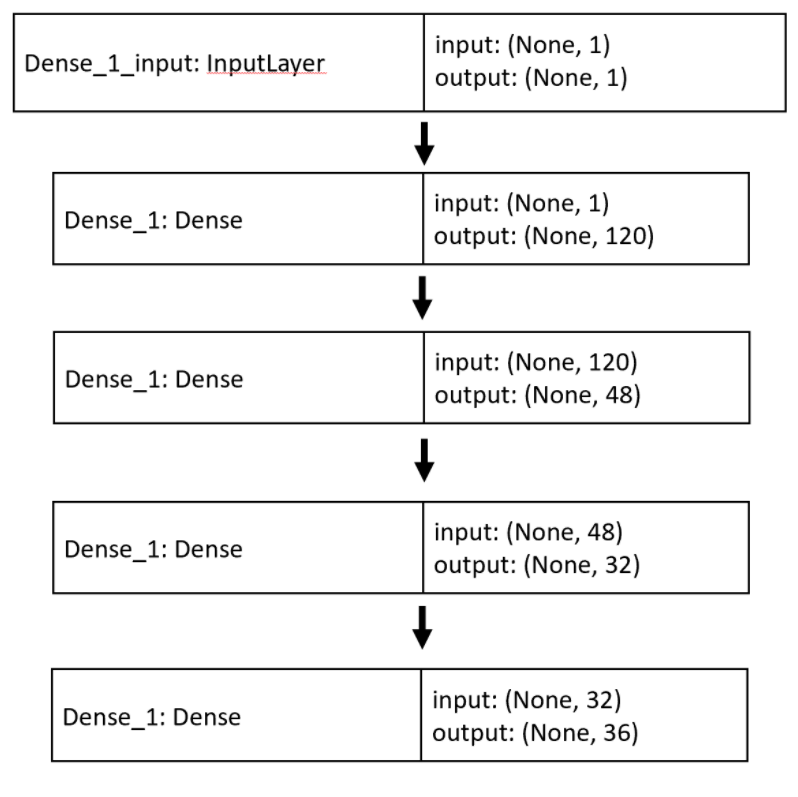 Dense_1_input: InputLayer
input: (None, 1)
output: (None, 1)
Dense_1: Dense
input: (None, 1)
output: (None, 120)
Dense_1: Dense
input: (None, 120)
output: (None, 48)
Dense_1: Dense
input: (None, 48)
output: (None, 32)
Dense_1: Dense
input: (None, 32)
output: (None, 36)